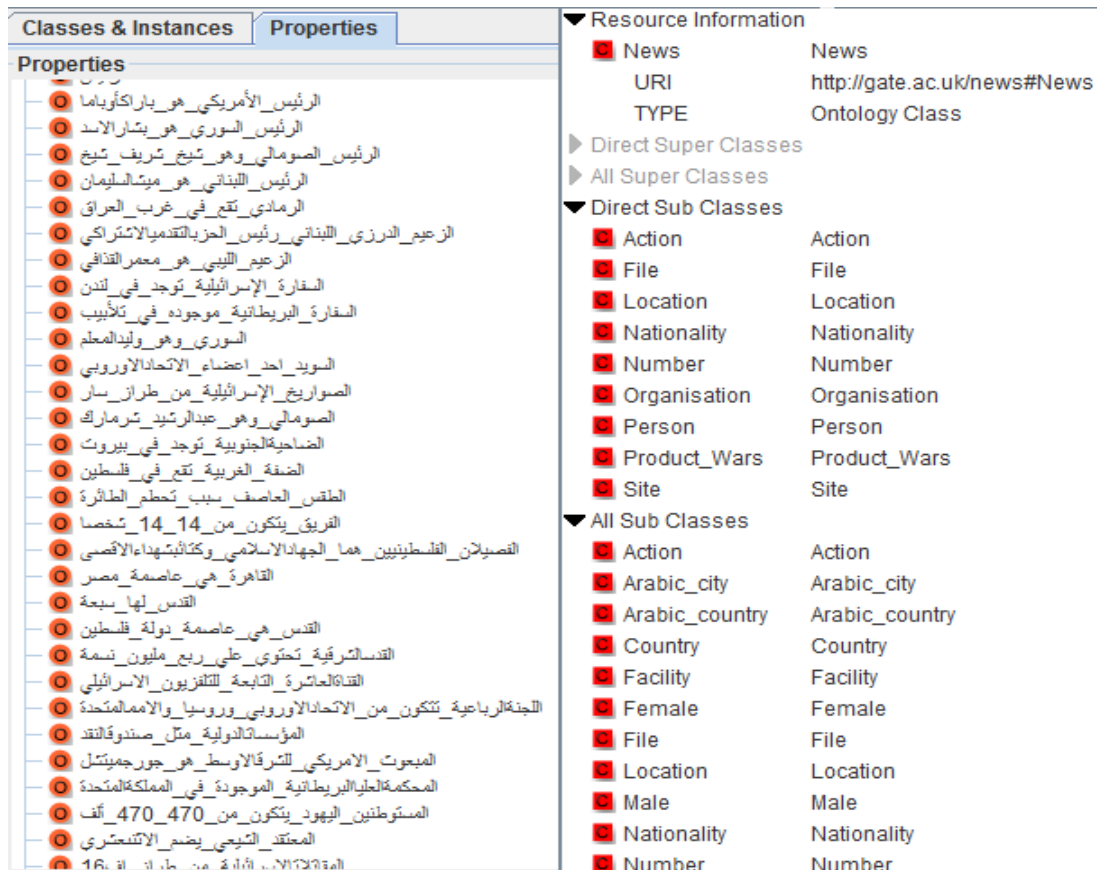 Classes & Instances
Properties
Properties
الرئيس_الأمريكي_هو_باراكأوباما
الرئيس_السوري_هو_بشارالاسد
الرئيس_الصومالي_وهو_شيخ_شريف_شيخ
الرئيس_اللبناني_هو_ميشالسليمان
الرمادي_تقع_في_غرب_العراق
الزعيم_الدرزي_اللبناني_رئيس_الحزبالتقدميالاشتراكي
الزعيم_الليبي_هو_معمرالقذافي
السفارة_الإسرائيلية_توجد_في_لندن
السفارة_البريطانية_موجوده_في_تلأبيب
السوري_وهو_وليدالمعلم
السويد_احد_اعضاء_الاتحادالاوروبي
الصواريخ_الإسرائيلية_من_طراز_سار
الصومالي_وهو_عبدالرشيد_شرمارك
الضاحيةالجنوبية_توجد_في_بيروت
الضفة_الغربية_تقع_في_فلسطين
الطقس_العاصف_سبب_تحطم_الطائرة
الفريق_يتكون_من_14_14_شخصا
الفصيلان_الفلسطينيين_هما_الجهادالاسلامي_وكتائبشهداءالاقصى
القاهرة_هي_عاصمة_مصر
القدس_لها_سبعة
القدس_هي_عاصمة_دولة_فلسطين
القدسالشرقية_تحتوي_على_ربع_مليون_نسمة
القناةالعاشرة_التابعة_للتلفزيون_الاسرائيلي
اللجنةالرباعية_تتكون_من_الاتحادالاوروبي_وروسيا_والاممالمتحدة
المؤسساتالدولية_مثل_صندوقالنقد
المبعوث_الامريكي_للشرقالاوسط_هو_جورجميتشل
المحكمةالعلياالبريطانية_الموجودة_في_المملكةالمتحدة
المستوطنين_اليهود_يتكون_من_470_470_ألف
المعتقد_الشيعي_يضم_الاثنعشري
Resource Information
News News
URI http://gate.ac.uk/news#News
TYPE Ontology Class
Direct Super Classes
All Super Classes
Direct Sub Classes
Action Action
File File
Location Location
Nationality Nationality
Number Number
Organisation Organisation
Person Person
Product_Wars Product_Wars
Site Site
All Sub Classes
Action Action
Arabic_city Arabic_city
Arabic_country Arabic_country
Country Country
Facility Facility
Female Female
File File
Location Location
Male Male
Nationality Nationality
Number Number